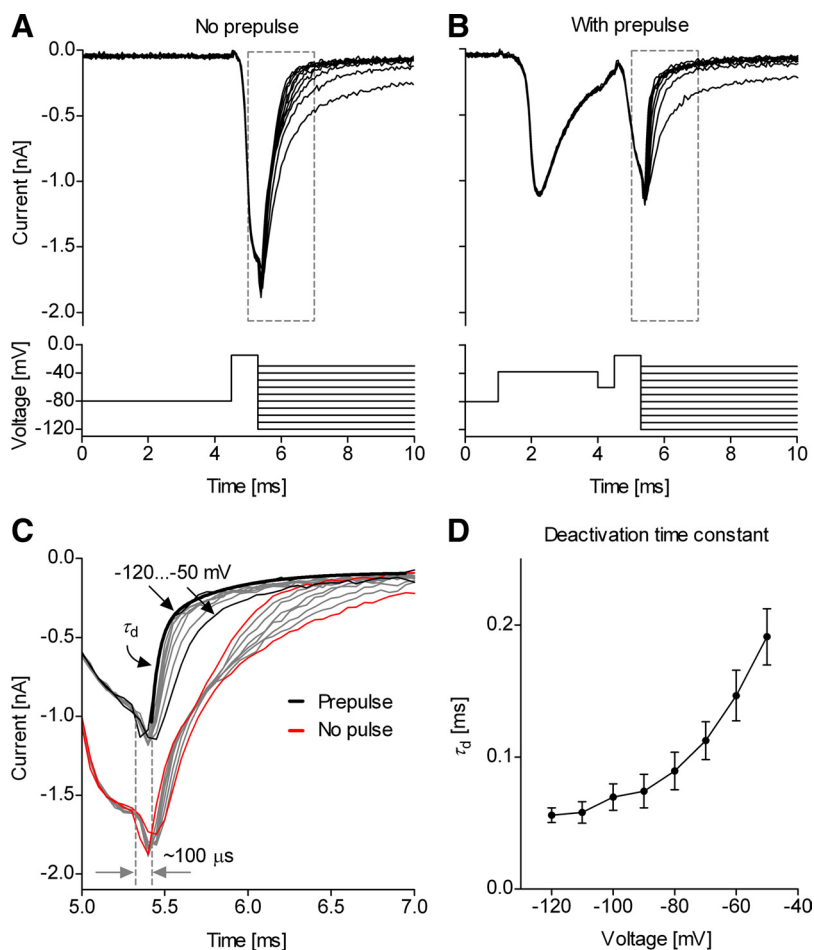 A
No prepulse
B
With prepulse
0.0
-0.5
-1.0
-1.5
-2.0
Current [nA]
0.0
-40
-80
-120
Voltage [mV]
0 2 4 6 8 10
Time [ms]
0 2 4 6 8 10
Time [ms]
C
0.0
-0.5
-1.0
-1.5
-2.0
Current [nA]
-120...-50 mV
τd
Prepulse
No pulse
~100 μs
5.0 5.5 6.0 6.5 7.0
Time [ms]
D
Deactivation time constant
0.2
0.1
0.0
τd [ms]
-120 -100 -80 -60 -40
Voltage [mV]